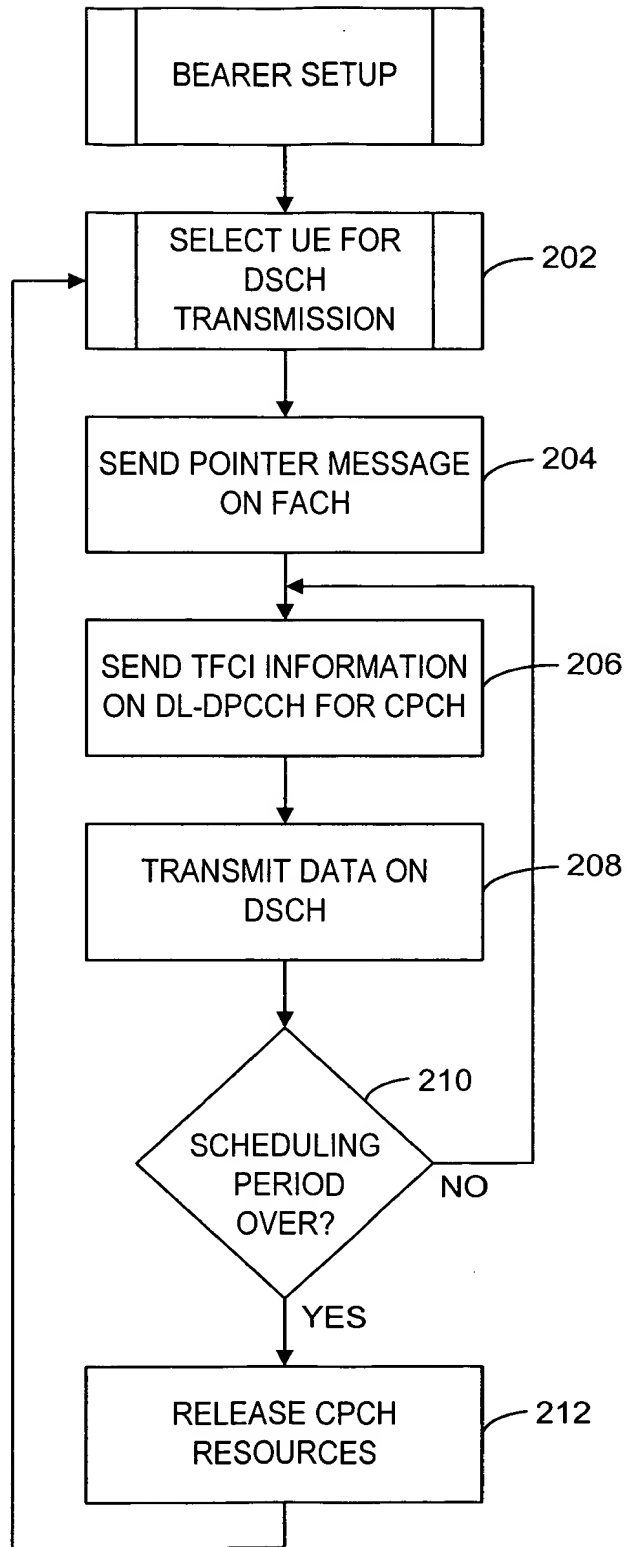 BEARER SETUP
SELECT UE FOR
DSCH
TRANSMISSION
202
SEND POINTER MESSAGE
ON FACH
204
SEND TFCI INFORMATION
ON DL-DPCCH FOR CPCH
206
TRANSMIT DATA ON
DSCH
208
210
SCHEDULING
PERIOD
OVER?
NO
YES
RELEASE CPCH
RESOURCES
212